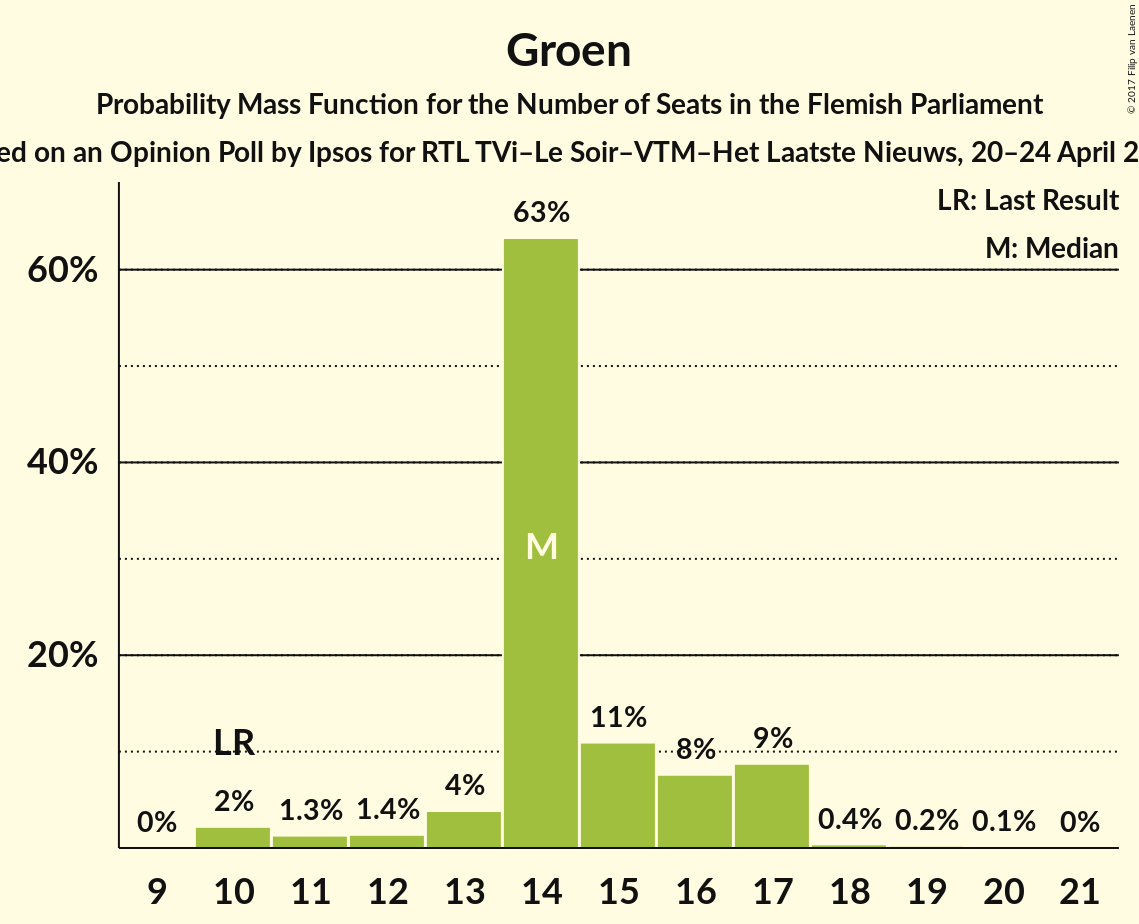 Groen
Probability Mass Function for the Number of Seats in the Flemish Parliament
on an Opinion Poll by Ipsos for RTL TVi–Le Soir–VTM–Het Laatste Nieuws, 20–24 April
© 2017 Filip van Laenen
LR: Last Result
M: Median
60%
40%
20%
0%
LR
2%
1.3%
1.4%
4%
63%
M
11%
8%
9%
0.4%
0.2%
0.1%
0%
9 10 11 12 13 14 15 16 17 18 19 20 21